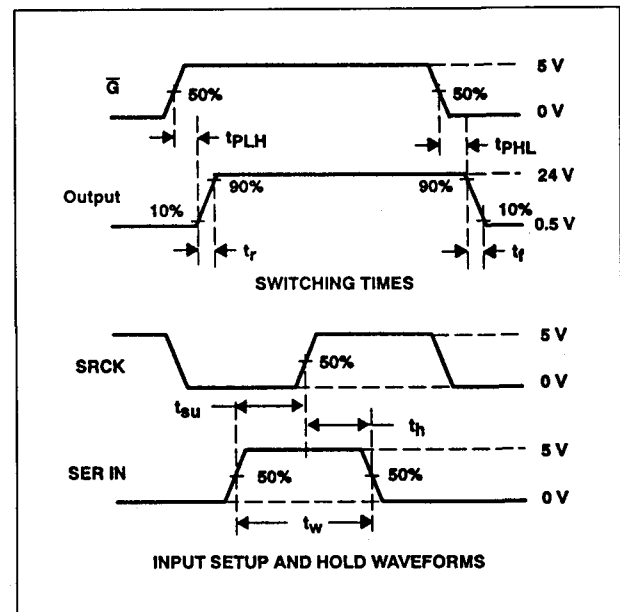 G̅
50%
50%
5 V
0 V
tPLH
tPHL
Output
10%
90%
90%
10%
24 V
0.5 V
tr
tf
SWITCHING TIMES
SRCK
50%
5 V
0 V
tsu
th
SER IN
50%
50%
5 V
0 V
tw
INPUT SETUP AND HOLD WAVEFORMS